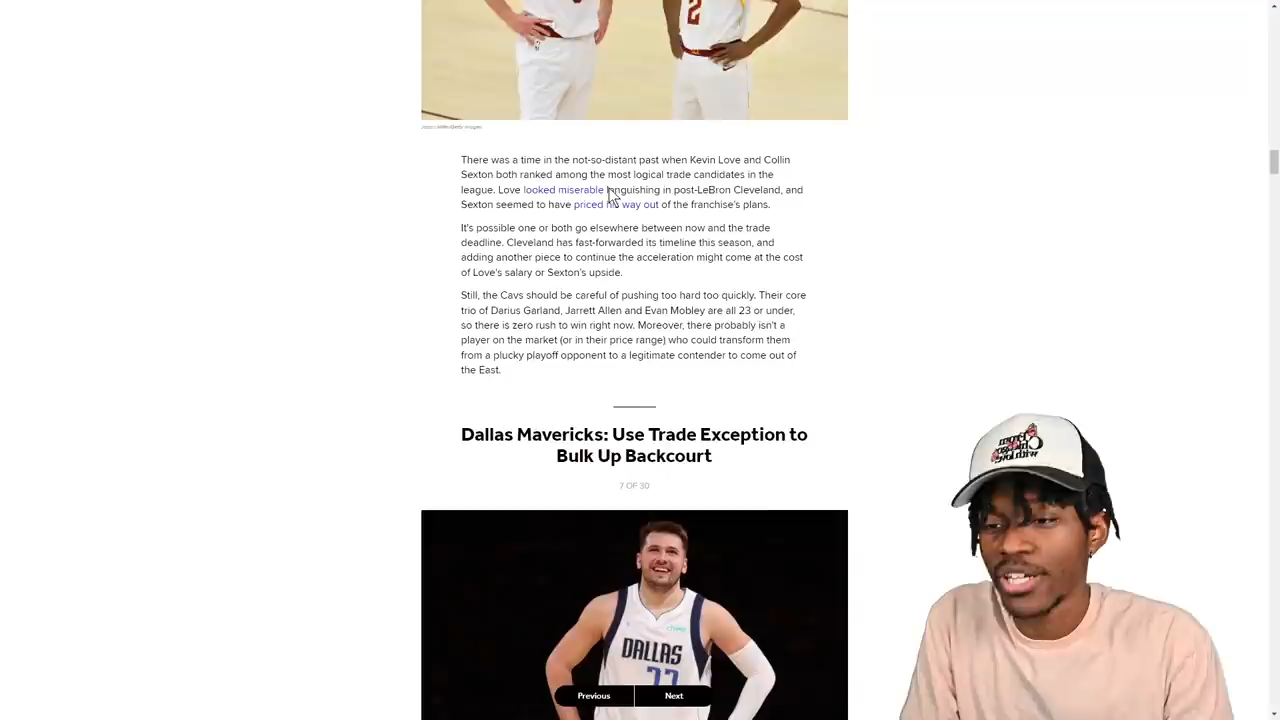 2
There was a time in the not-so-distant past when Kevin Love and Collin
Sexton both ranked among the most logical trade candidates in the
league. Love looked miserable languishing in post-LeBron Cleveland, and
Sexton seemed to have priced his way out of the franchise's plans.
It's possible one or both go elsewhere between now and the trade
deadline. Cleveland has fast-forwarded its timeline this season, and
adding another piece to continue the acceleration might come at the cost
of Love's salary or Sexton's upside.
Still, the Cavs should be careful of pushing too hard too quickly. Their core
trio of Darius Garland, Jarrett Allen and Evan Mobley are all 23 or under,
so there is zero rush to win right now. Moreover, there probably isn't a
player on the market (or in their price range) who could transform them
from a plucky playoff opponent to a legitimate contender to come out of
the East.
Dallas Mavericks: Use Trade Exception to
Bulk Up Backcourt
7 OF 30
DALLAS
77
Previous
Next